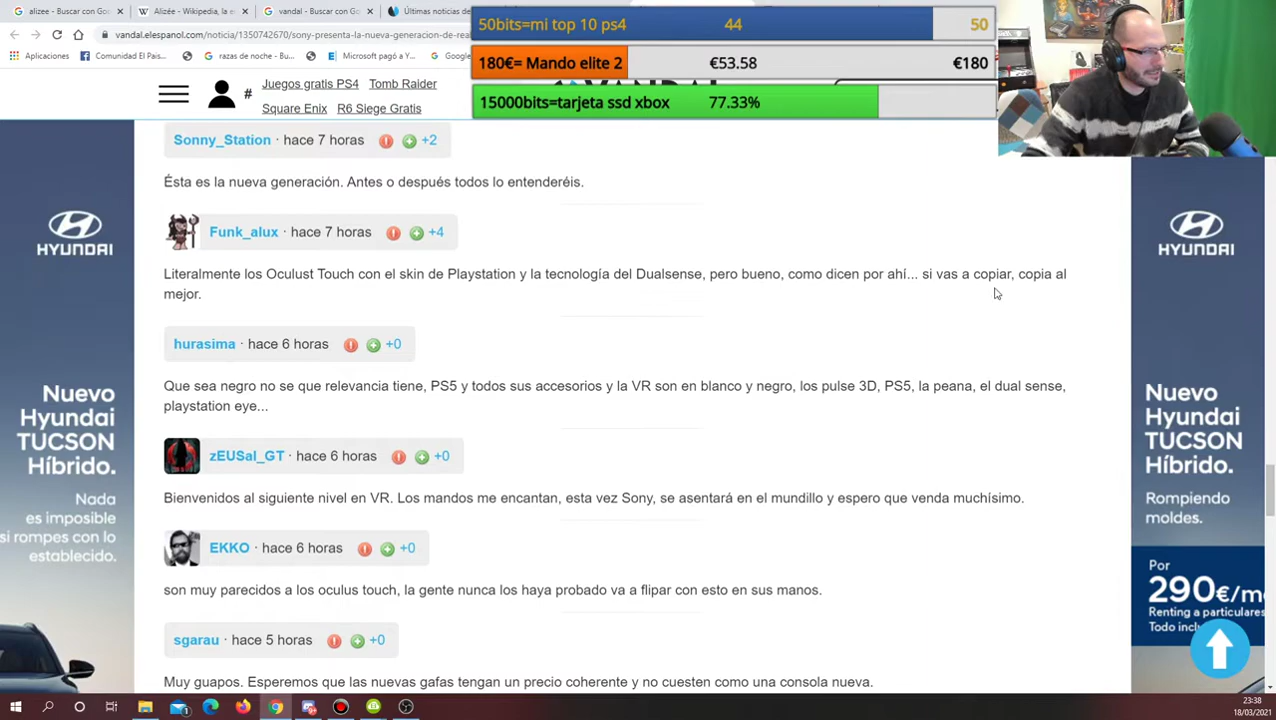 alizee - Buscar con Googl
Alizée - Wikipedia, la en
vandal - Buscar con Goog
Últimas noticias de
vandal.elespanol.com/noticia/1350742670/sony-presenta-la-nueva-generacion-de-real
Aplicaciones
Comunidad El Pais
razas de noche - Bu
Microsoft pagó a Y
Google
50bits=mi top 10 ps4 44 50
180€= Mando elite 2 €53.58 €180
15000bits=tarjeta ssd xbox 77.33%
# Juegos gratis PS4 Tomb Raider
Square Enix R6 Siege Gratis
Sonny_Station · hace 7 horas +2
Ésta es la nueva generación. Antes o después todos lo entenderéis.
Funk_alux · hace 7 horas +4
Literalmente los Oculust Touch con el skin de Playstation y la tecnología del Dualsense, pero bueno, como dicen por ahí... si vas a copiar, copia al
mejor.
hurasima · hace 6 horas +0
Que sea negro no se que relevancia tiene, PS5 y todos sus accesorios y la VR son en blanco y negro, los pulse 3D, PS5, la peana, el dual sense,
playstation eye...
zEUSal_GT · hace 6 horas +0
Bienvenidos al siguiente nivel en VR. Los mandos me encantan, esta vez Sony, se asentará en el mundillo y espero que venda muchísimo.
EKKO · hace 6 horas +0
son muy parecidos a los oculus touch, la gente nunca los haya probado va a flipar con esto en sus manos.
sgarau · hace 5 horas +0
Muy guapos. Esperemos que las nuevas gafas tengan un precio coherente y no cuesten como una consola nueva.
HYUNDAI
Nuevo
Hyundai
TUCSON
Híbrido.
Nada
es imposible
si rompes con lo
establecido.
HYUNDAI
Nuevo
Hyundai
TUCSON
Híbrido.
Rompiendo
moldes.
Por
290€/m
Renting a particulares
Todo inclu
23:38
18/03/2021